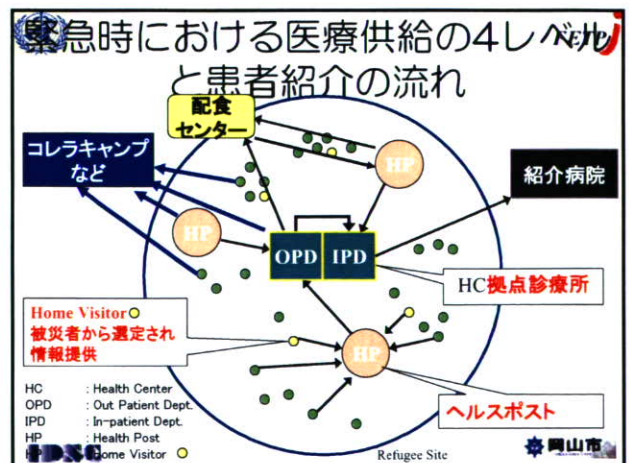 緊急時における医療供給の4レベル
と患者紹介の流れ
FETP
配食
センター
コレラキャンプ
など
HP
紹介病院
HP
OPD IPD
HC拠点診療所
Home Visitor
被災者から選定され
情報提供
HP
ヘルスポスト
HC : Health Center
OPD : Out Patient Dept.
IPD : In-patient Dept.
HP : Health Post
Home Visitor
IDSC
Refugee Site
岡山市